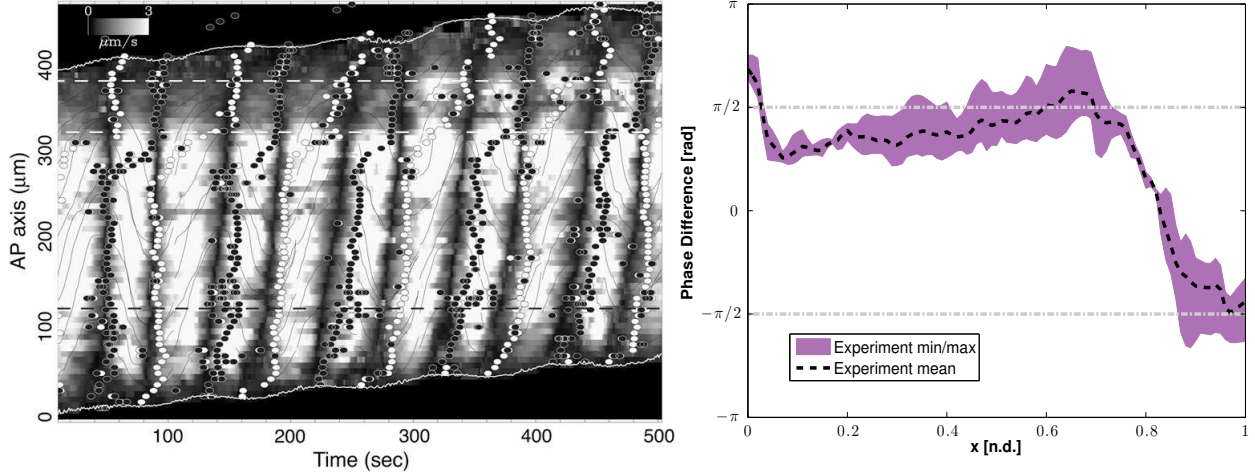 0 3
μm/s
400
300
200
100
0
AP axis (μm)
100 200 300 400 500
Time (sec)
π
π/2
0
−π/2
−π
Phase Difference [rad]
Experiment min/max
Experiment mean
0 0.2 0.4 0.6 0.8 1
x [n.d.]